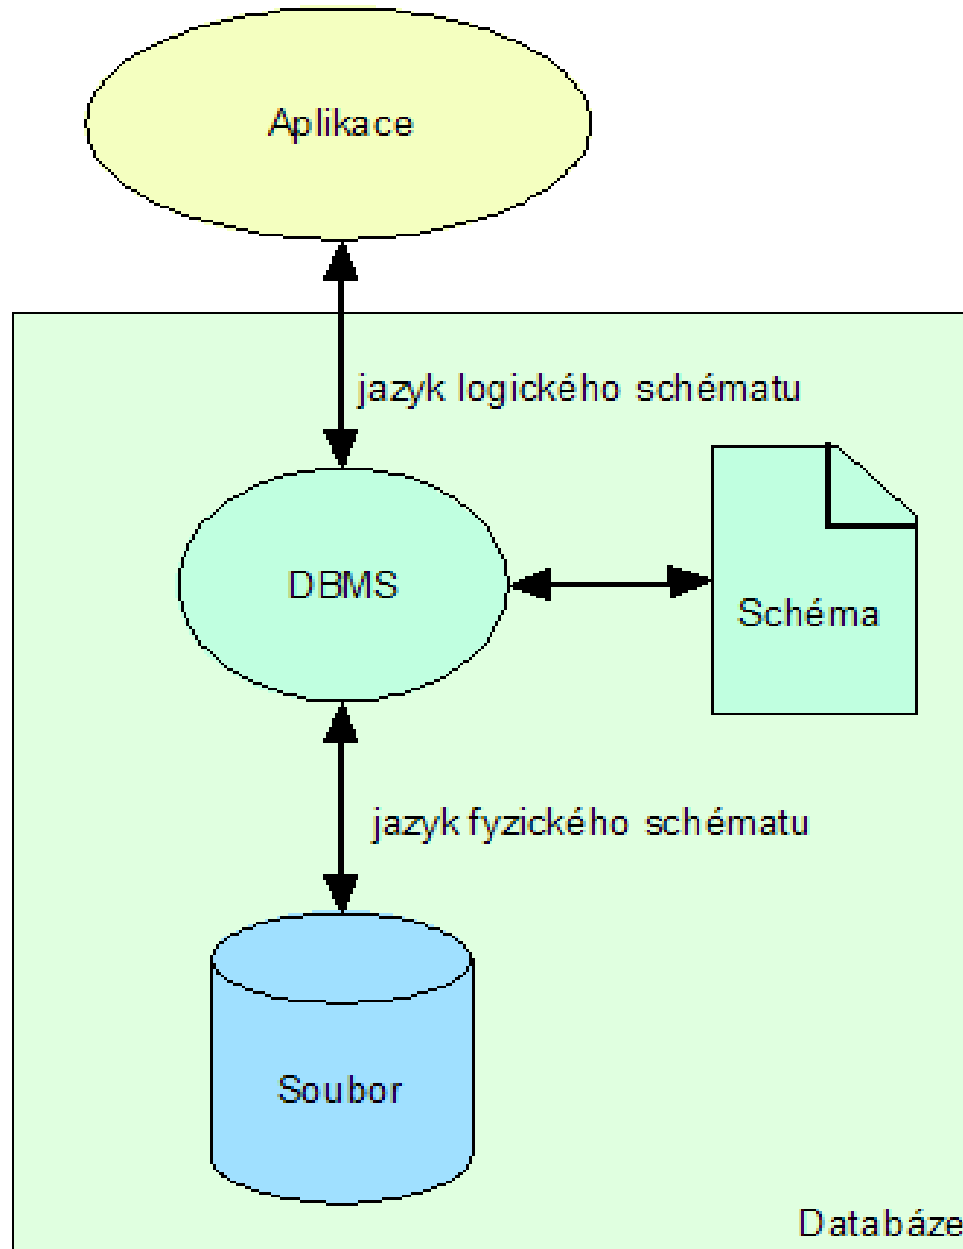 Aplikace
jazyk logického schématu
DBMS
Schéma
jazyk fyzického schématu
Soubor
Databáze